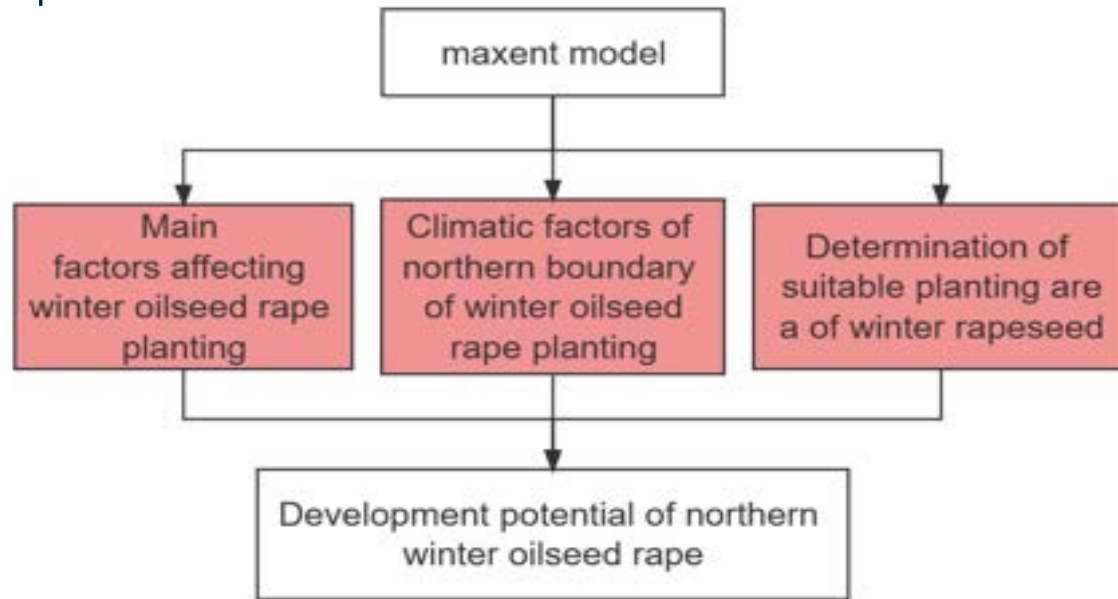 maxent model
Main
factors affecting
winter oilseed rape
planting
Climatic factors of
northern boundary
of winter oilseed
rape planting
Determination of
suitable planting are
a of winter rapeseed
Development potential of northern
winter oilseed rape